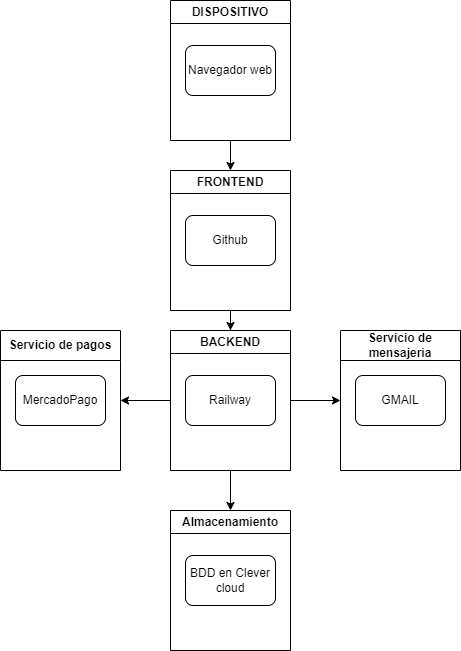 DISPOSITIVO
Navegador web
FRONTEND
Github
Servicio de pagos
MercadoPago
BACKEND
Railway
Servicio de
mensajeria
GMAIL
Almacenamiento
BDD en Clever
cloud